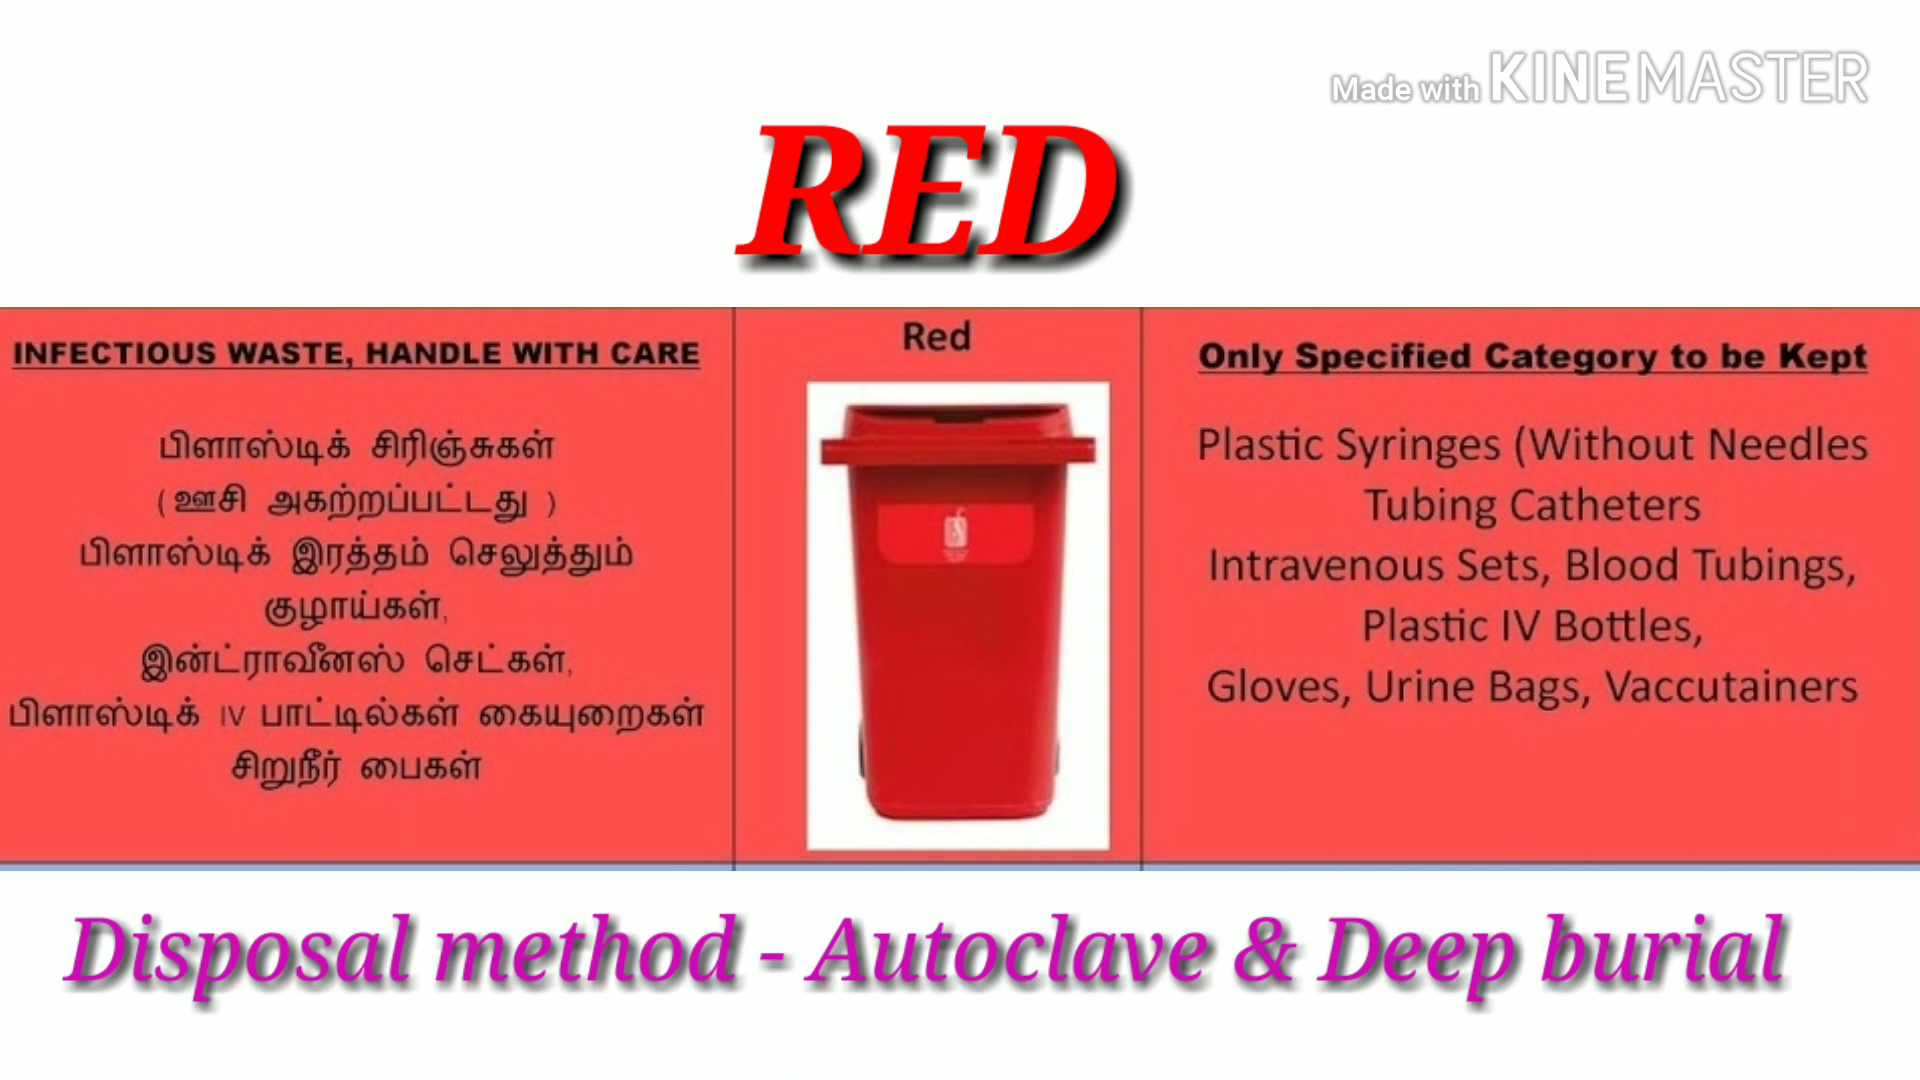 Made with KINEMASTER
RED
INFECTIOUS WASTE, HANDLE WITH CARE
பிளாஸ்டிக் சிரிஞ்சுகள்
( ஊசி அகற்றப்பட்டது )
பிளாஸ்டிக் இரத்தம் செலுத்தும்
குழாய்கள்,
இன்ட்ராவீனஸ் செட்கள்,
பிளாஸ்டிக் IV பாட்டில்கள் கையுறைகள்
சிறுநீர் பைகள்
Red
Only Specified Category to be Kept
Plastic Syringes (Without Needles
Tubing Catheters
Intravenous Sets, Blood Tubings,
Plastic IV Bottles,
Gloves, Urine Bags, Vaccutainers
Disposal method - Autoclave & Deep burial